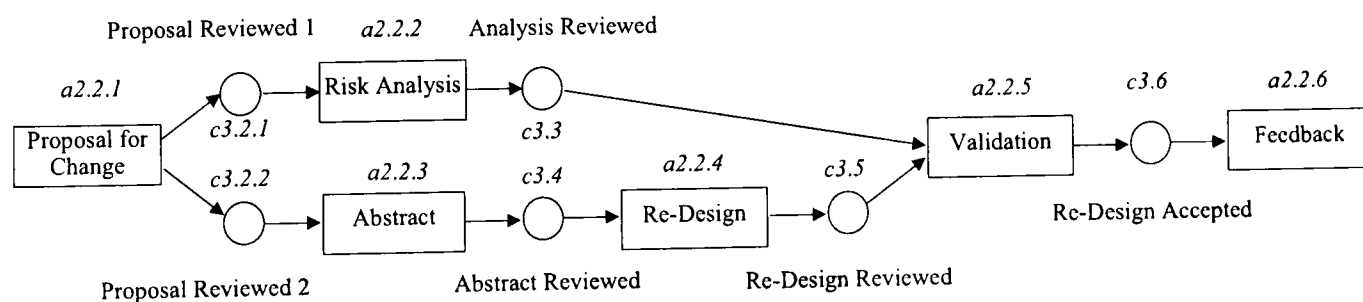 Proposal Reviewed 1
a2.2.2
Analysis Reviewed
a2.2.1
Risk Analysis
a2.2.5
c3.6
a2.2.6
Proposal for
Change
c3.2.1
c3.3
Validation
Feedback
c3.2.2
a2.2.3
c3.4
a2.2.4
c3.5
Abstract
Re-Design
Re-Design Accepted
Proposal Reviewed 2
Abstract Reviewed
Re-Design Reviewed